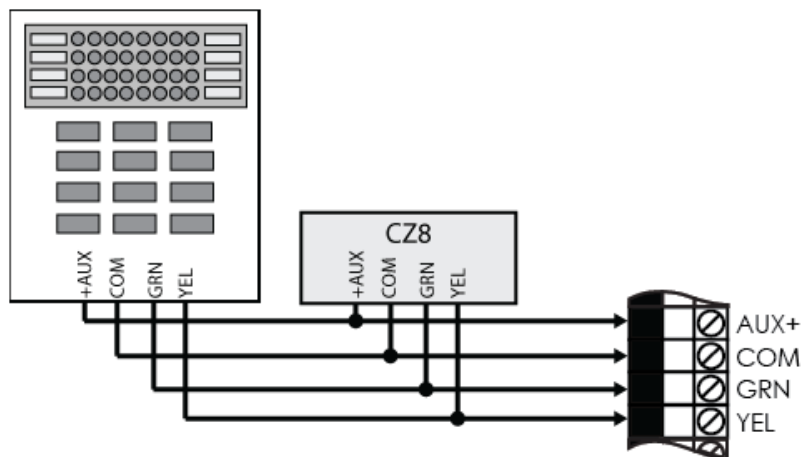 CZ8
+AUX COM GRN YEL
+AUX COM GRN YEL
AUX+
COM
GRN
YEL